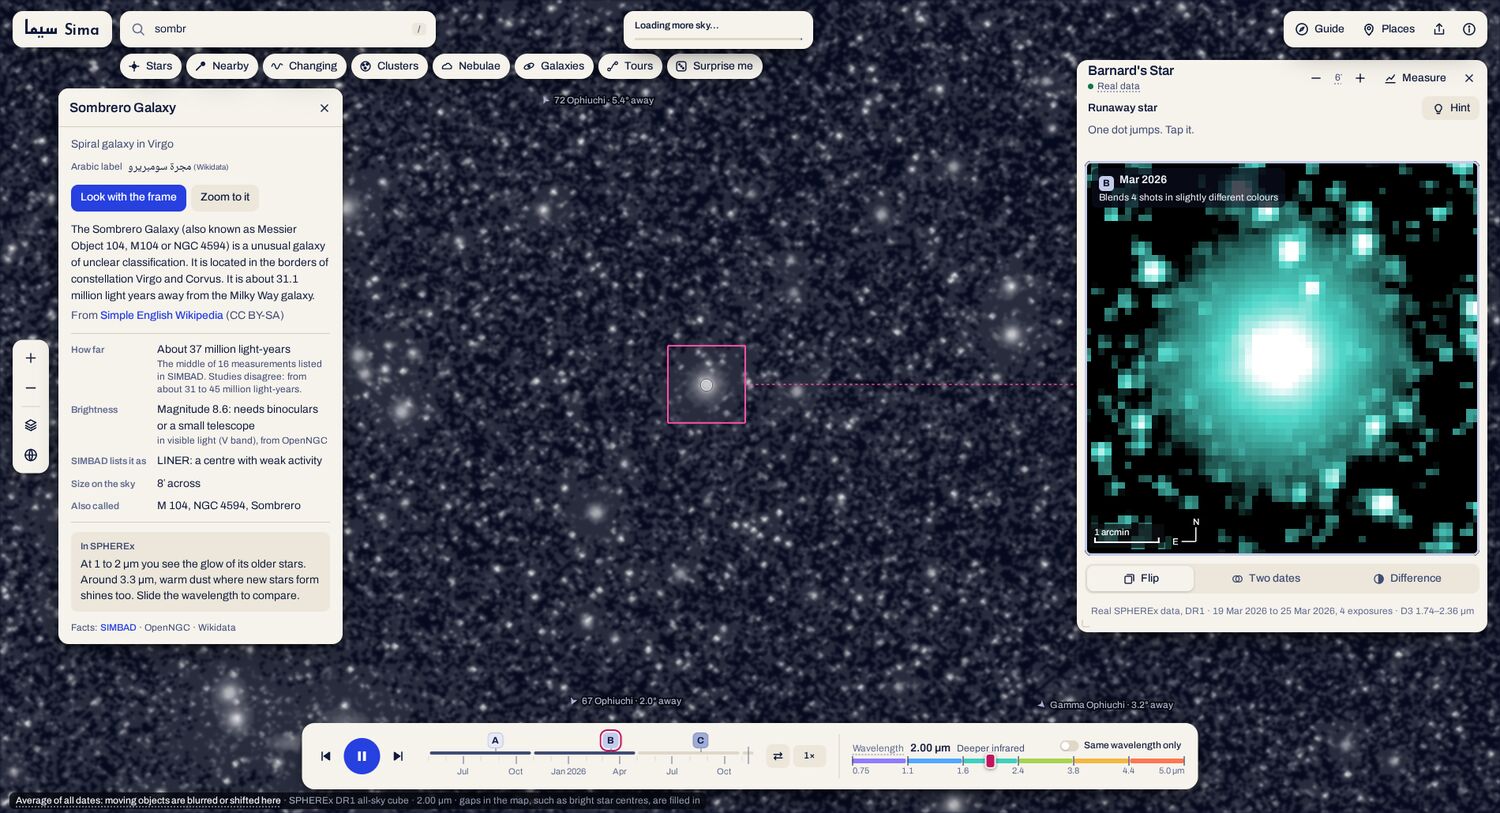 سيما Sima
sombr
/
Loading more sky...
Guide
Places
Stars
Nearby
Changing
Clusters
Nebulae
Galaxies
Tours
Surprise me
Sombrero Galaxy
Spiral galaxy in Virgo
Arabic label مجرة سومبريرو (Wikidata)
Look with the frame
Zoom to it
The Sombrero Galaxy (also known as Messier
Object 104, M104 or NGC 4594) is a unusual galaxy
of unclear classification. It is located in the borders of
constellation Virgo and Corvus. It is about 31.1
million light years away from the Milky Way galaxy.
From Simple English Wikipedia (CC BY-SA)
How far
About 37 million light-years
The middle of 16 measurements listed
in SIMBAD. Studies disagree: from
about 31 to 45 million light-years.
Brightness
Magnitude 8.6: needs binoculars
or a small telescope
in visible light (V band), from OpenNGC
SIMBAD lists it as
LINER: a centre with weak activity
Size on the sky
8′ across
Also called
M 104, NGC 4594, Sombrero
In SPHEREx
At 1 to 2 µm you see the glow of its older stars.
Around 3.3 µm, warm dust where new stars form
shines too. Slide the wavelength to compare.
Facts: SIMBAD · OpenNGC · Wikidata
72 Ophiuchi · 5.4° away
67 Ophiuchi · 2.0° away
Gamma Ophiuchi · 3.2° away
Barnard's Star
Real data
6′
Measure
Runaway star
Hint
One dot jumps. Tap it.
B Mar 2026
Blends 4 shots in slightly different colours
1 arcmin
N
E
Flip
Two dates
Difference
Real SPHEREx data, DR1 · 19 Mar 2026 to 25 Mar 2026, 4 exposures · D3 1.74–2.36 µm
A
B
C
Jul
Oct
Jan 2026
Apr
Jul
Oct
1×
Wavelength 2.00 µm Deeper infrared
Same wavelength only
0.75
1.1
1.6
2.4
3.8
4.4
5.0 µm
Average of all dates: moving objects are blurred or shifted here · SPHEREx DR1 all-sky cube · 2.00 µm · gaps in the map, such as bright star centres, are filled in